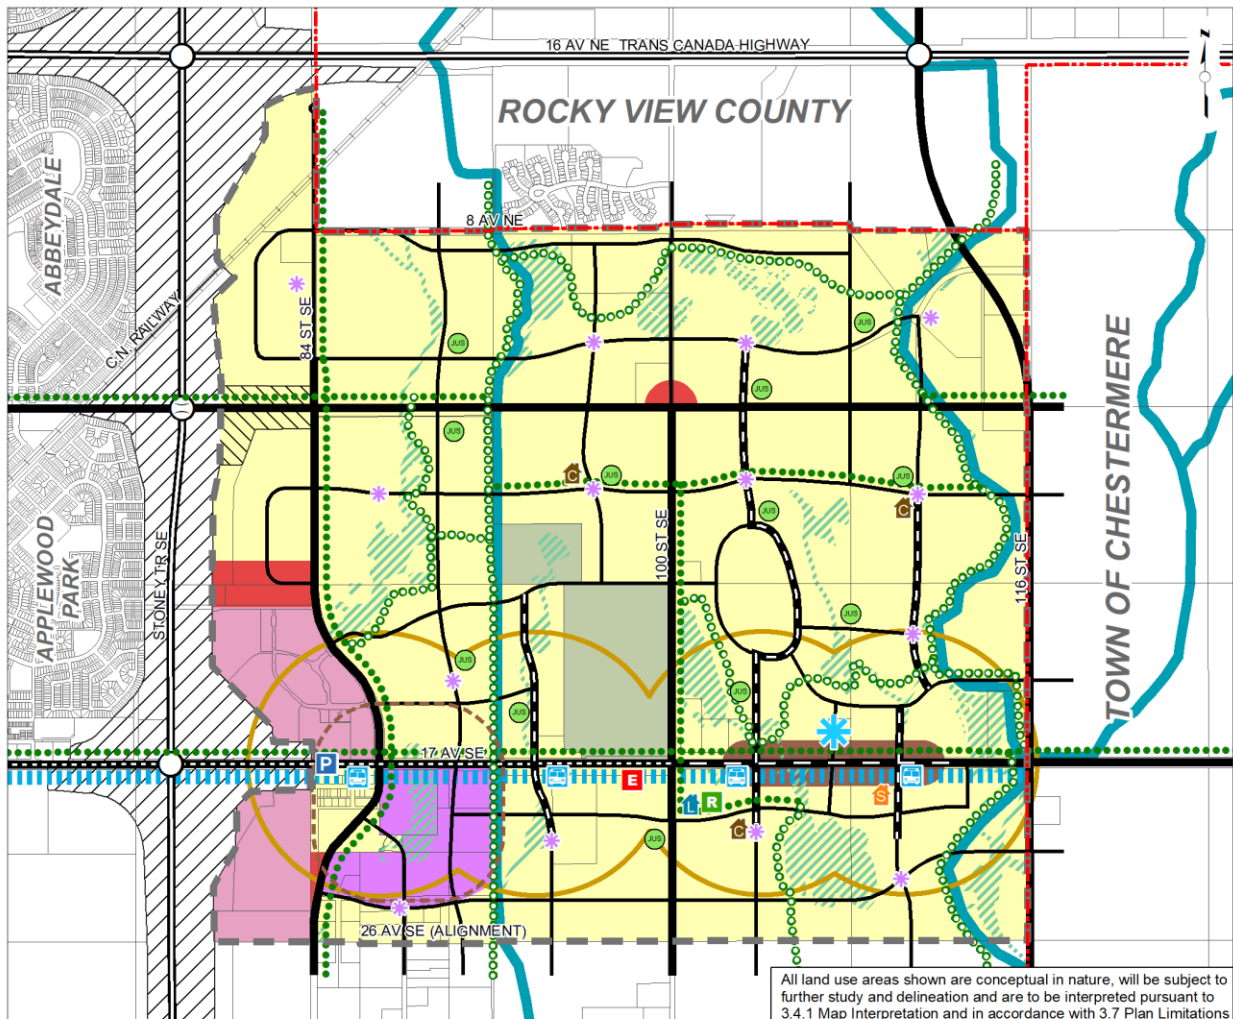 16 AV NE TRANS CANADA HIGHWAY
N
ROCKY VIEW COUNTY
ABBEYDALE
8 AV NE
C.N. RAILWAY
84 ST SE
JUS
JUS
JUS
JUS
TOWN OF CHESTERMERE
C
JUS
JUS
C
JUS
APPLEWOOD
PARK
STONEY TR SE
100 ST SE
116 ST SE
JUS
JUS
JUS
JUS
17 AV SE
P
E
L
R
S
C
JUS
26 AV SE (ALIGNMENT)
All land use areas shown are conceptual in nature, will be subject to
further study and delineation and are to be interpreted pursuant to
3.4.1 Map Interpretation and in accordance with 3.7 Plan Limitations